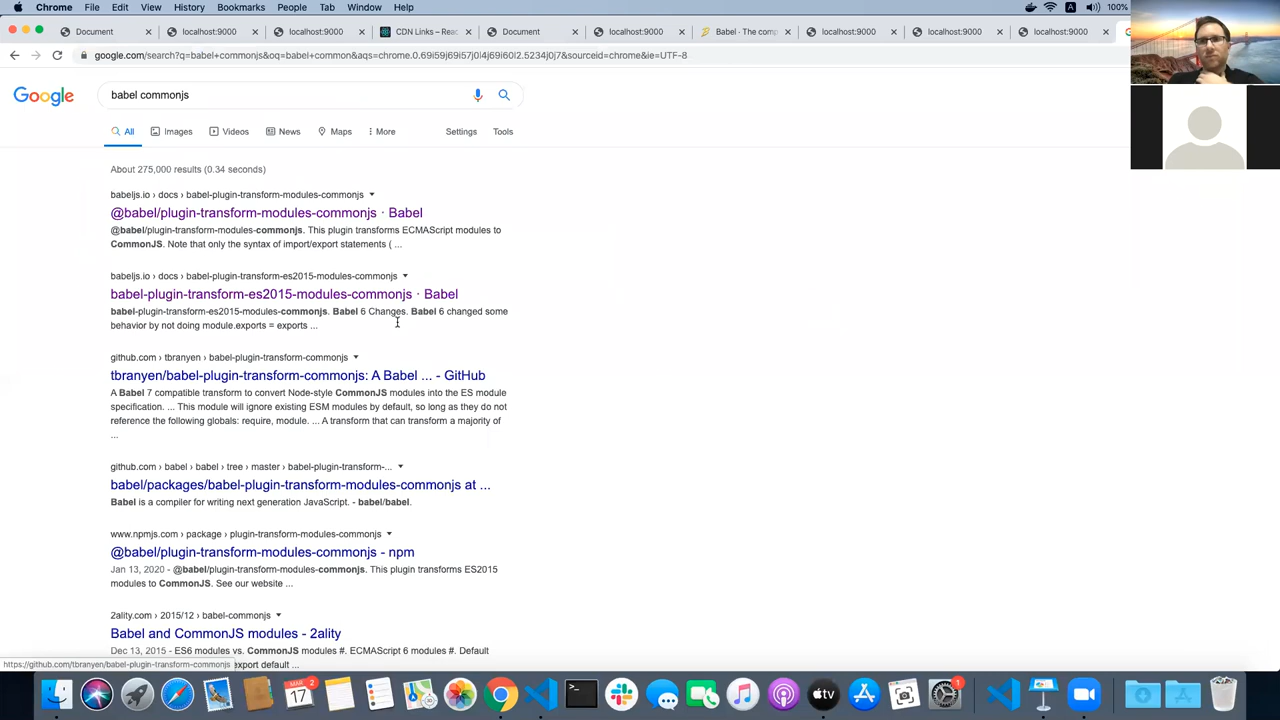 Chrome File Edit View History Bookmarks People Tab Window Help 100%
Document localhost:9000 localhost:9000 CDN Links – Reac Document localhost:9000 Babel · The comp localhost:9000 localhost:9000 localhost:9000
google.com/search?q=babel+commonjs&oq=babel+common&aqs=chrome.0.69i59j69i57j0l4j69i60l2.5234j0j7&sourceid=chrome&ie=UTF-8
Google babel commonjs
All Images Videos News Maps More Settings Tools
About 275,000 results (0.34 seconds)
babeljs.io › docs › babel-plugin-transform-modules-commonjs
@babel/plugin-transform-modules-commonjs · Babel
@babel/plugin-transform-modules-commonjs. This plugin transforms ECMAScript modules to
CommonJS. Note that only the syntax of import/export statements ( ...
babeljs.io › docs › babel-plugin-transform-es2015-modules-commonjs
babel-plugin-transform-es2015-modules-commonjs · Babel
babel-plugin-transform-es2015-modules-commonjs. Babel 6 Changes. Babel 6 changed some
behavior by not doing module.exports = exports ...
github.com › tbranyen › babel-plugin-transform-commonjs
tbranyen/babel-plugin-transform-commonjs: A Babel ... - GitHub
A Babel 7 compatible transform to convert Node-style CommonJS modules into the ES module
specification. ... This module will ignore existing ESM modules by default, so long as they do not
reference the following globals: require, module. ... A transform that can transform a majority of
...
github.com › babel › babel › tree › master › babel-plugin-transform-...
babel/packages/babel-plugin-transform-modules-commonjs at ...
Babel is a compiler for writing next generation JavaScript. - babel/babel.
www.npmjs.com › package › plugin-transform-modules-commonjs
@babel/plugin-transform-modules-commonjs - npm
Jan 13, 2020 - @babel/plugin-transform-modules-commonjs. This plugin transforms ES2015
modules to CommonJS. See our website ...
2ality.com › 2015/12 › babel-commonjs
Babel and CommonJS modules - 2ality
Dec 13, 2015 - ES6 modules vs. CommonJS modules #. ECMAScript 6 modules #. Default
https://github.com/tbranyen/babel-plugin-transform-commonjs export default ...
MAR 2
17
tv 1